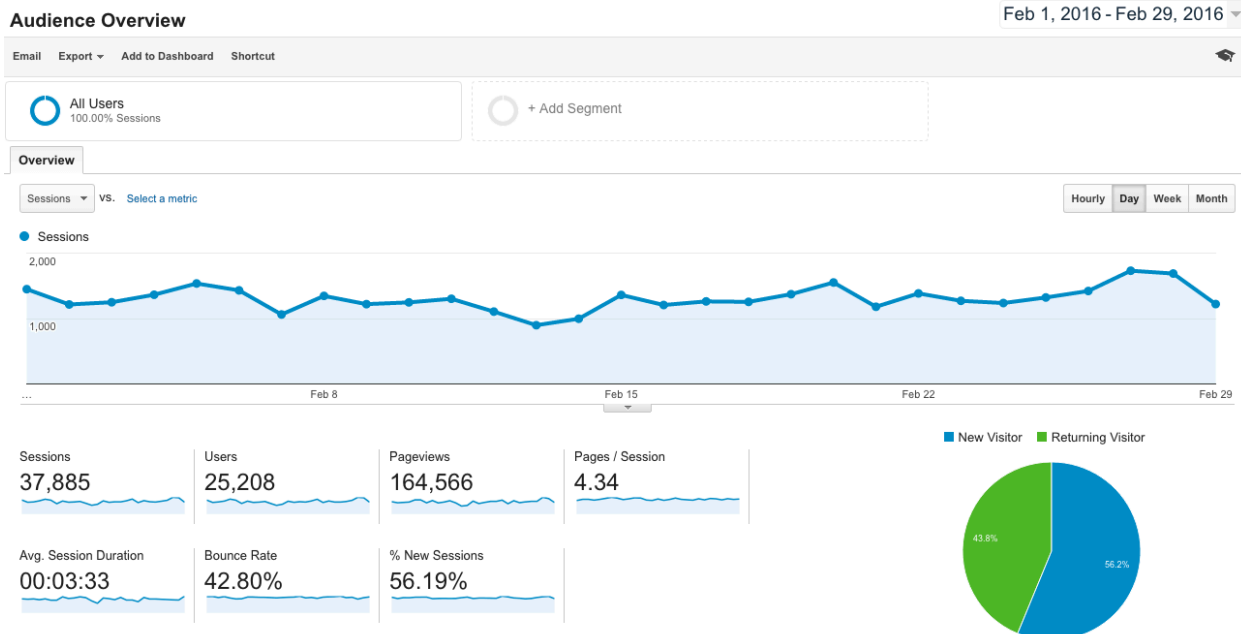 Audience Overview
Feb 1, 2016 - Feb 29, 2016
Email Export Add to Dashboard Shortcut
All Users
100.00% Sessions
+ Add Segment
Overview
Sessions VS. Select a metric
Hourly Day Week Month
Sessions
2,000
1,000
... Feb 8 Feb 15 Feb 22 Feb 29
New Visitor Returning Visitor
Sessions Users Pageviews Pages / Session
37,885 25,208 164,566 4.34
43.8%
56.2%
Avg. Session Duration Bounce Rate % New Sessions
00:03:33 42.80% 56.19%